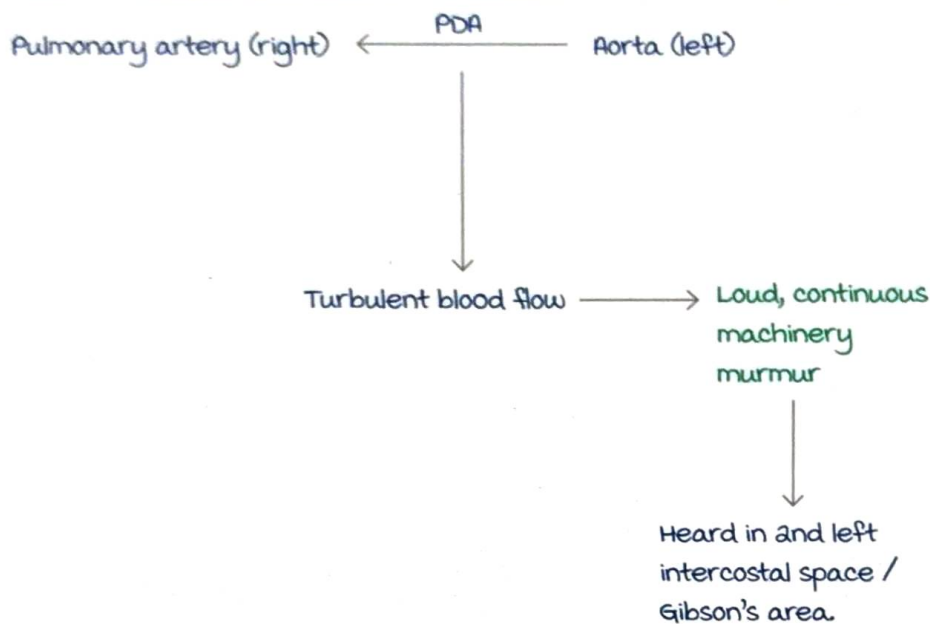 PDA
Pulmonary artery (right) Aorta (left)
Turbulent blood flow
Loud, continuous
machinery
murmur
Heard in 2nd left
intercostal space /
Gibson's area.